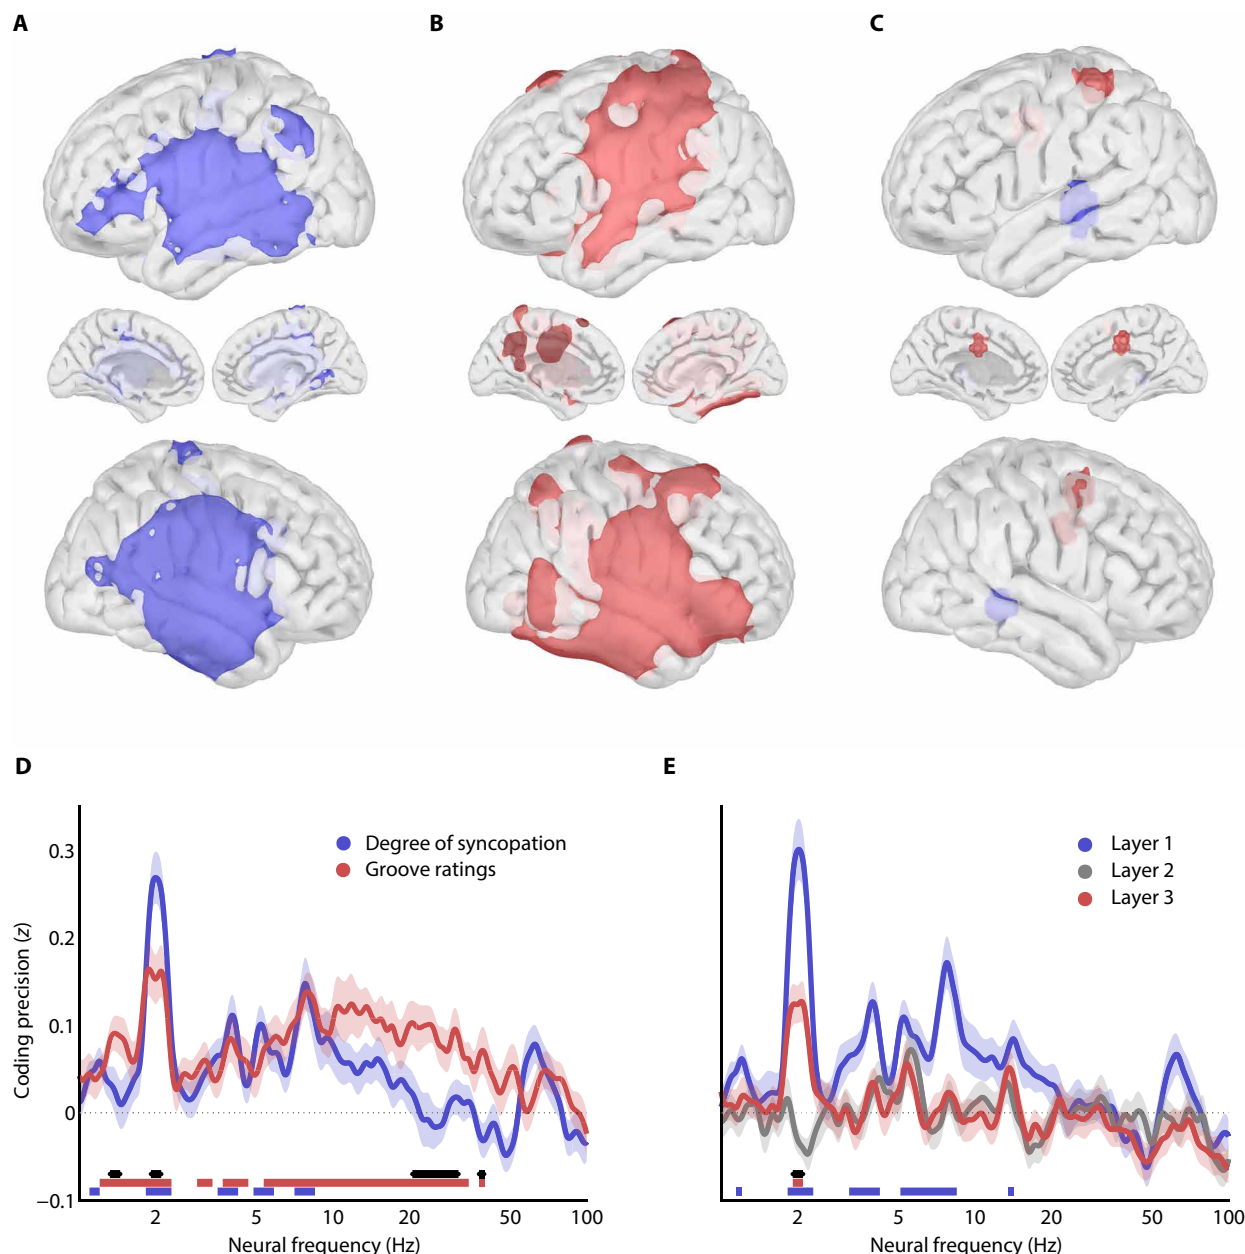 A
B
C
D
E
Degree of syncopation
Groove ratings
Layer 1
Layer 2
Layer 3
Coding precision (z)
0.3
0.2
0.1
0
−0.1
2
5
10
20
50
100
Neural frequency (Hz)
2
5
10
20
50
100
Neural frequency (Hz)